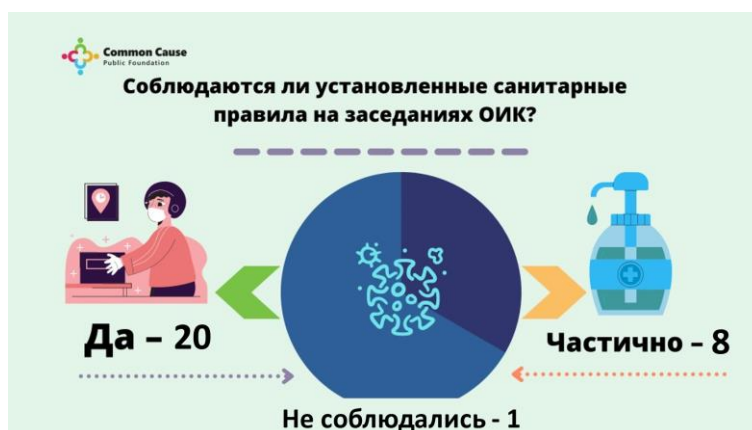 Common Cause
Public Foundation
Соблюдаются ли установленные санитарные
правила на заседаниях ОИК?
Да – 20
Частично – 8
Не соблюдались - 1